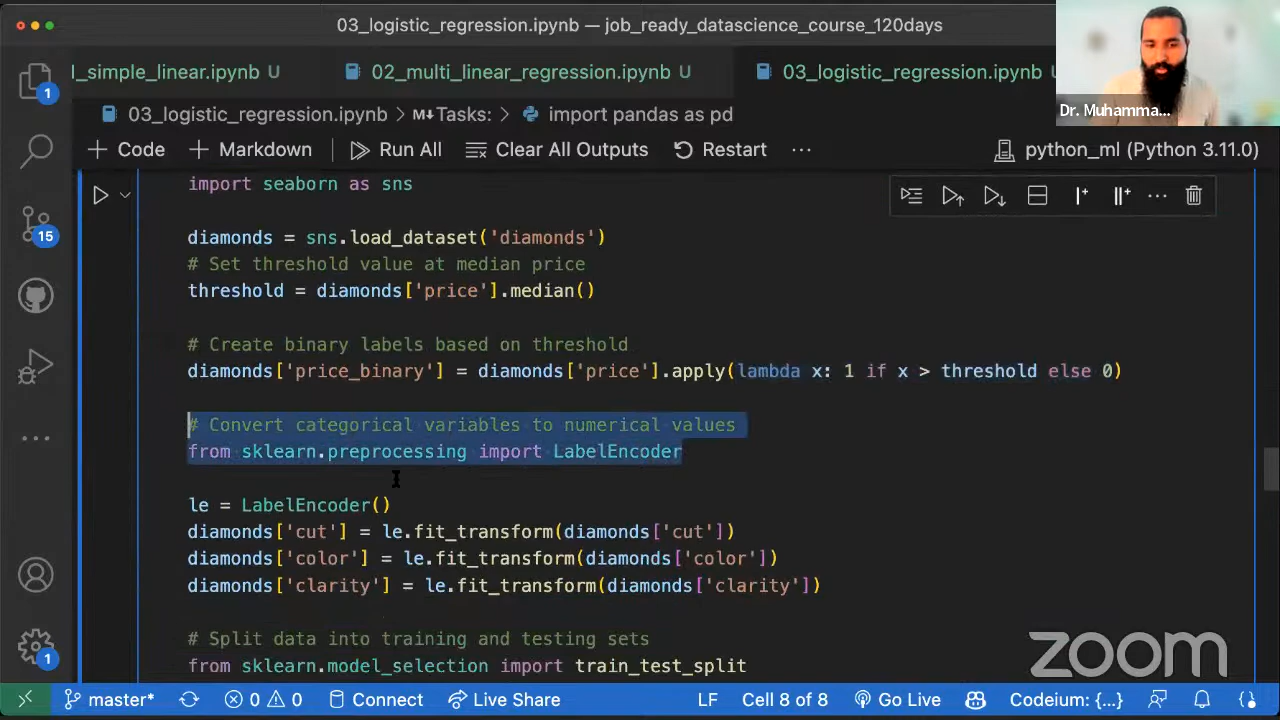 03_logistic_regression.ipynb — job_ready_datascience_course_120days
l_simple_linear.ipynb U
02_multi_linear_regression.ipynb U
03_logistic_regression.ipynb U
Dr. Muhamma...
03_logistic_regression.ipynb > M↓Tasks: > import pandas as pd
+ Code + Markdown Run All Clear All Outputs Restart ··· python_ml (Python 3.11.0)
import seaborn as sns
diamonds = sns.load_dataset('diamonds')
# Set threshold value at median price
threshold = diamonds['price'].median()
# Create binary labels based on threshold
diamonds['price_binary'] = diamonds['price'].apply(lambda x: 1 if x > threshold else 0)
# Convert categorical variables to numerical values
from sklearn.preprocessing import LabelEncoder
le = LabelEncoder()
diamonds['cut'] = le.fit_transform(diamonds['cut'])
diamonds['color'] = le.fit_transform(diamonds['color'])
diamonds['clarity'] = le.fit_transform(diamonds['clarity'])
# Split data into training and testing sets
from sklearn.model_selection import train_test_split
1
15
1
zoom
master* 0 0 Connect Live Share LF Cell 8 of 8 Go Live Codeium: {...}